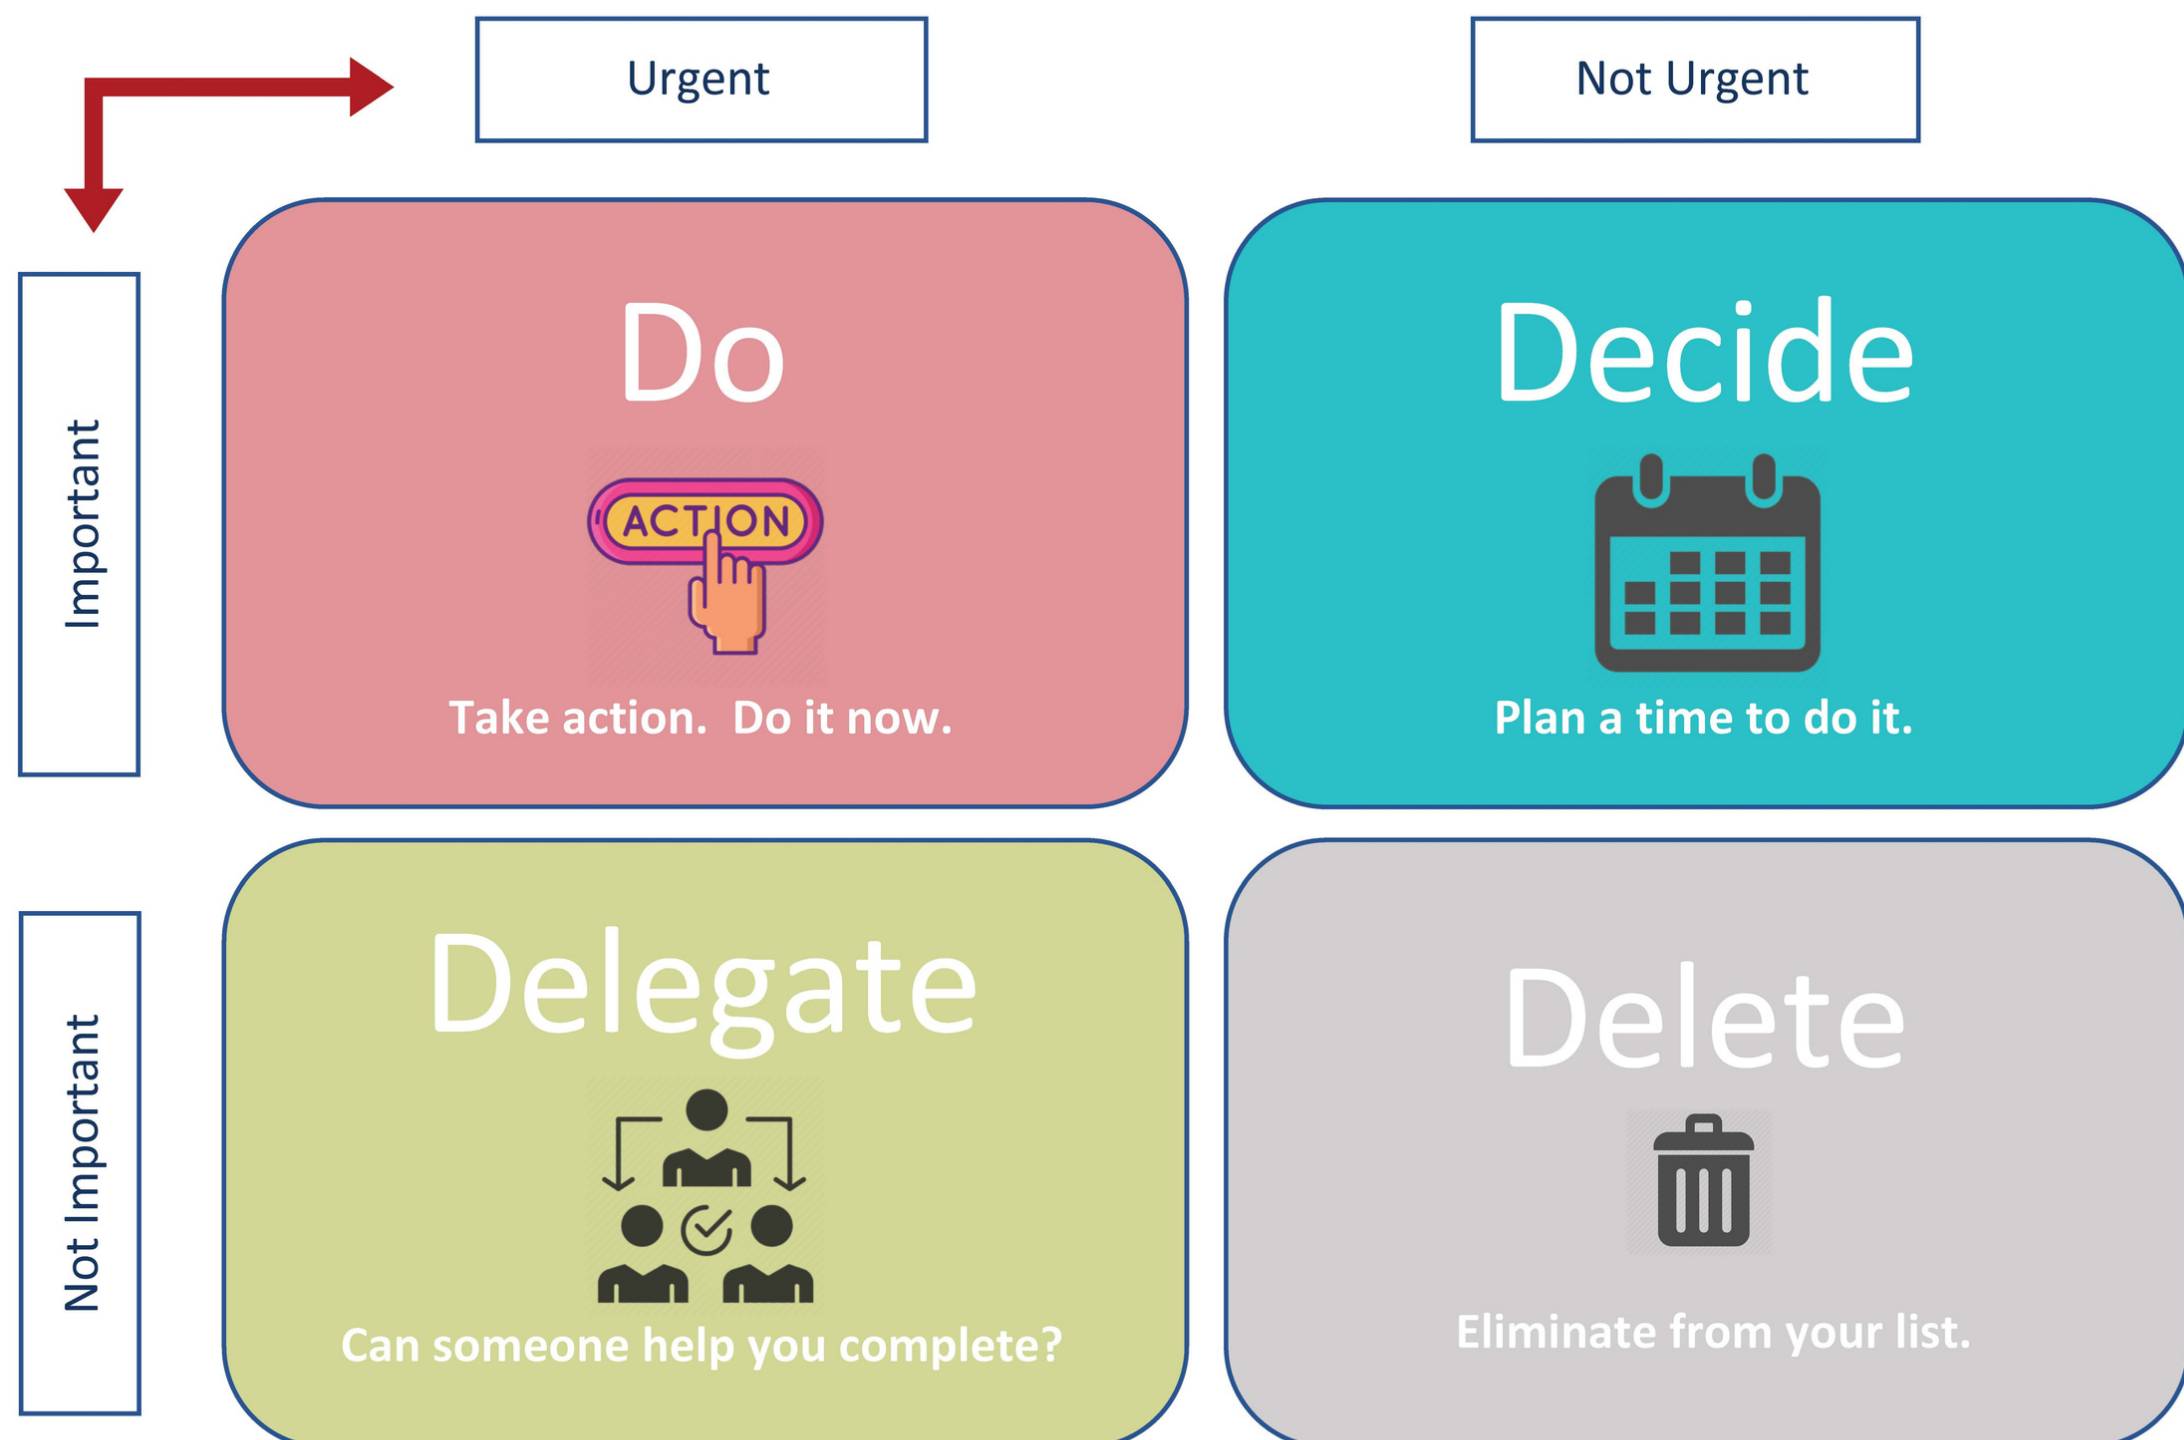 Urgent
Not Urgent
Important
Do
ACTION
Take action.  Do it now.
Decide
Plan a time to do it.
Not Important
Delegate
Can someone help you complete?
Delete
Eliminate from your list.